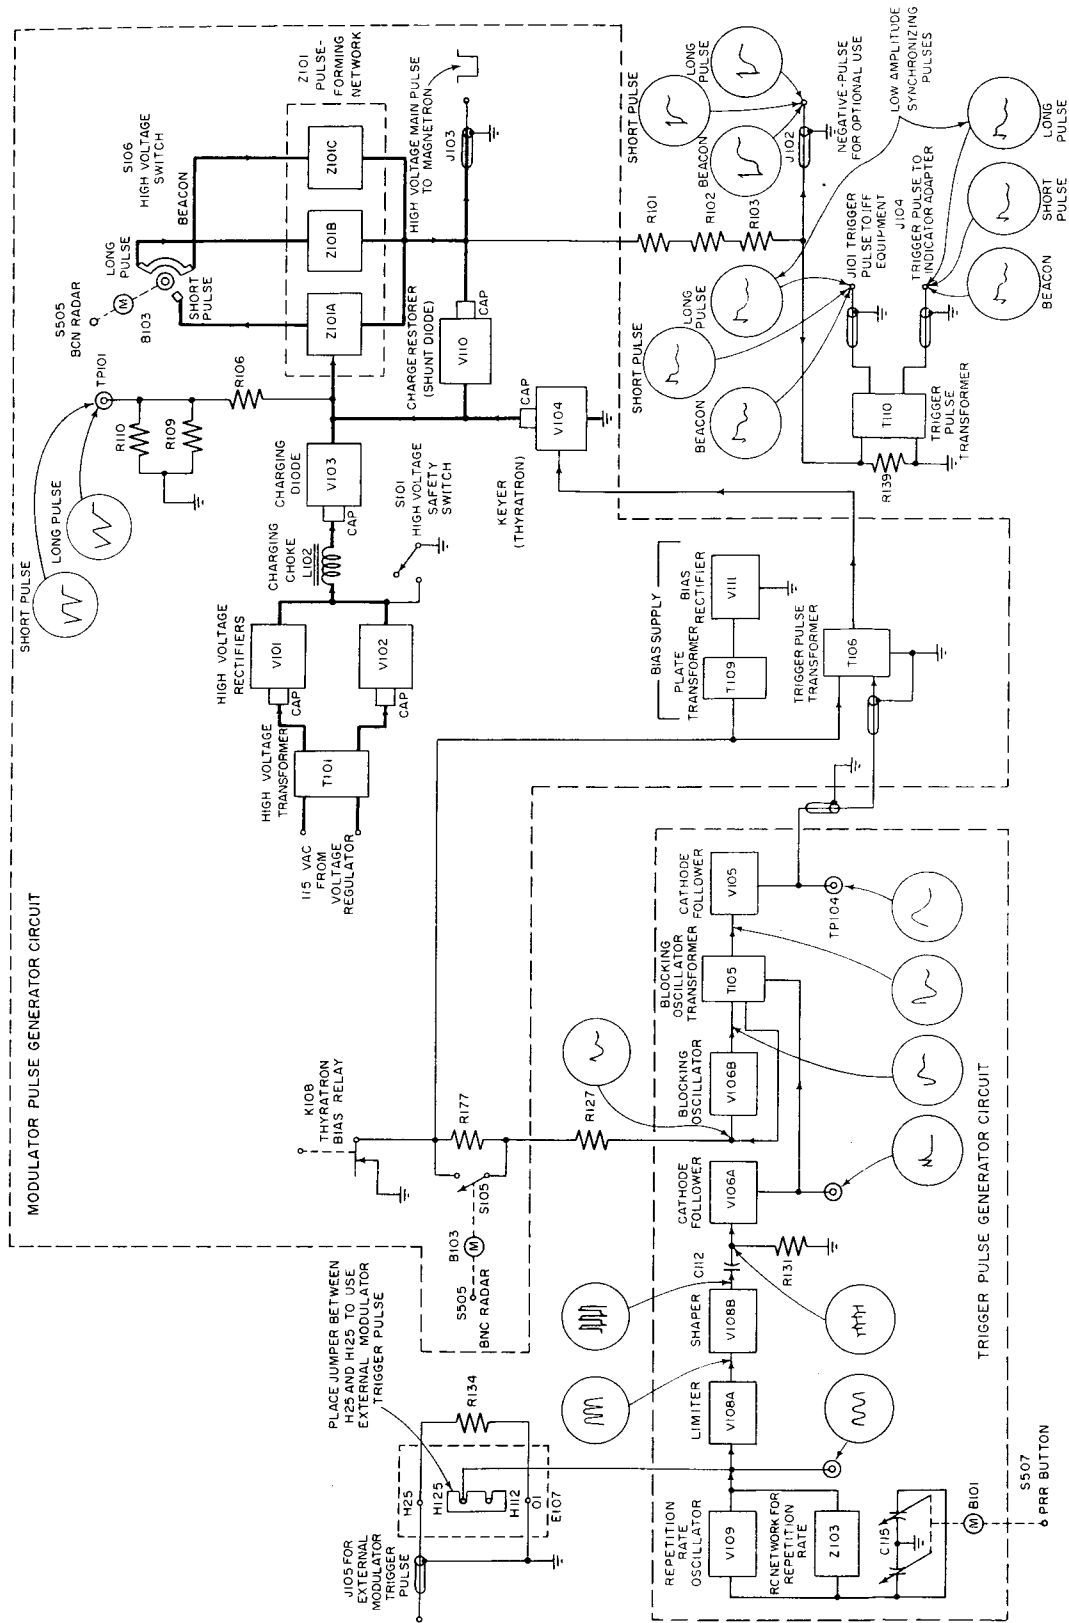 MODULATOR PULSE GENERATOR CIRCUIT
SHORT PULSE
LONG PULSE
TP101
R110
R109
R106
S505
BCN RADAR
B103
M
LONG
PULSE
SHORT
PULSE
BEACON
S106
HIGH VOLTAGE
SWITCH
Z101
PULSE-
FORMING
NETWORK
Z101A
Z101B
Z101C
115 VAC
FROM
VOLTAGE
REGULATOR
HIGH VOLTAGE
TRANSFORMER
T101
HIGH VOLTAGE
RECTIFIERS
V101
CAP
V102
CAP
CHARGING
CHOKE
L102
CHARGING
DIODE
V103
CAP
S101
HIGH VOLTAGE
SAFETY
SWITCH
CHARGE RESTORER
(SHUNT DIODE)
V110
CAP
HIGH VOLTAGE MAIN PULSE
TO MAGNETRON
J103
KEYER
(THYRATRON)
CAP
V104
K108
THYRATRON
BIAS RELAY
R177
S105
B103
M
S505
BNC RADAR
R127
BIAS SUPPLY
PLATE
TRANSFORMER
T109
BIAS
RECTIFIER
V111
TRIGGER PULSE
TRANSFORMER
T106
R101
R102
R103
SHORT PULSE
LONG
PULSE
BEACON
J102
NEGATIVE-PULSE
FOR OPTIONAL USE
LOW AMPLITUDE
SYNCHRONIZING
PULSES
SHORT PULSE
LONG
PULSE
BEACON
J101 TRIGGER
PULSE TO IFF
EQUIPMENT
J104
TRIGGER PULSE TO
INDICATOR ADAPTER
T110
TRIGGER
PULSE
TRANSFORMER
R139
BEACON
SHORT
PULSE
LONG
PULSE
J105 FOR
EXTERNAL
MODULATOR
TRIGGER
PULSE
PLACE JUMPER BETWEEN
H25 AND H125 TO USE
EXTERNAL MODULATOR
TRIGGER PULSE
H25
H125
H112
O1
E107
R134
REPETITION
RATE
OSCILLATOR
V109
RC NETWORK FOR
REPETITION
RATE
Z103
C115
M
B101
S507
PRR BUTTON
LIMITER
V108A
SHAPER
V108B
C112
R131
CATHODE
FOLLOWER
V106A
BLOCKING
OSCILLATOR
V106B
BLOCKING
OSCILLATOR
TRANSFORMER
T105
CATHODE
FOLLOWER
V105
TP104
TRIGGER PULSE GENERATOR CIRCUIT